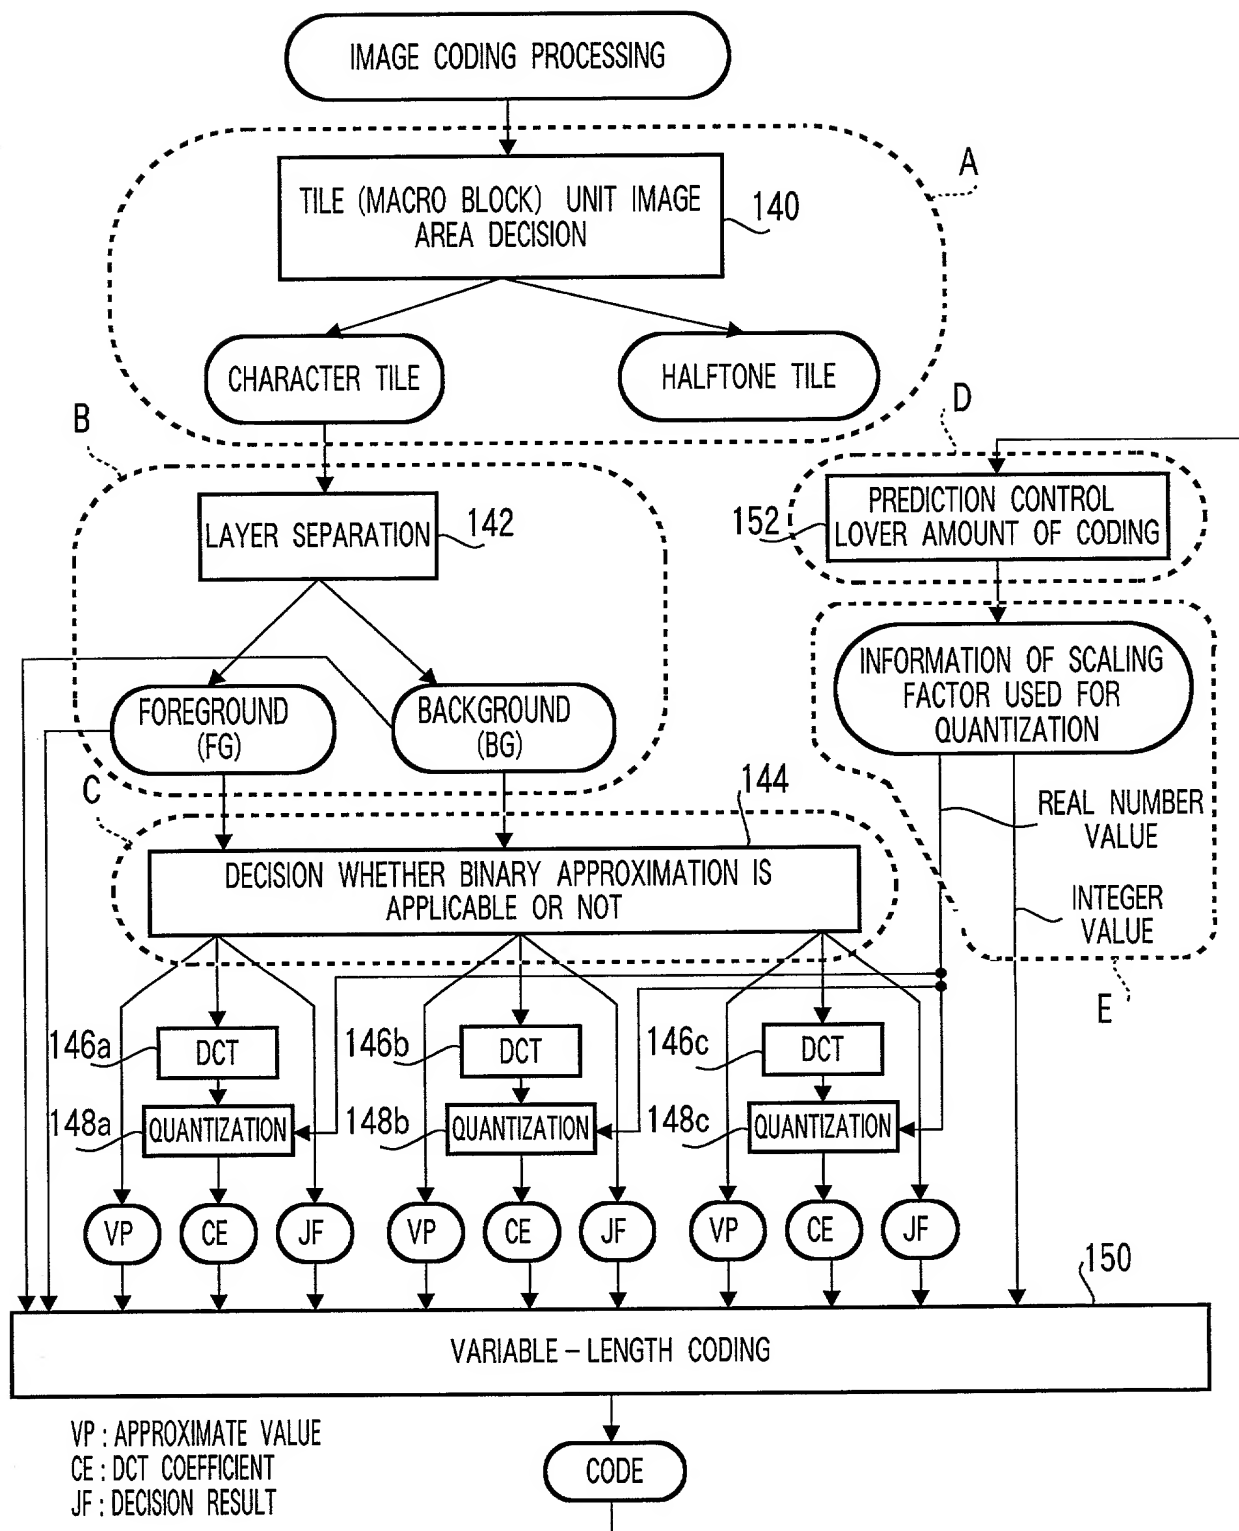 IMAGE CODING PROCESSING
A
TILE (MACRO BLOCK) UNIT IMAGE
AREA DECISION
140
CHARACTER TILE
HALFTONE TILE
B
D
LAYER SEPARATION
142
152
PREDICTION CONTROL
LOVER AMOUNT OF CODING
INFORMATION OF SCALING
FACTOR USED FOR
QUANTIZATION
FOREGROUND
(FG)
BACKGROUND
(BG)
C
144
REAL NUMBER
VALUE
DECISION WHETHER BINARY APPROXIMATION IS
APPLICABLE OR NOT
INTEGER
VALUE
E
146a
DCT
146b
DCT
146c
DCT
148a
QUANTIZATION
148b
QUANTIZATION
148c
QUANTIZATION
VP
CE
JF
VP
CE
JF
VP
CE
JF
150
VARIABLE-LENGTH CODING
VP : APPROXIMATE VALUE
CE : DCT COEFFICIENT
JF : DECISION RESULT
CODE